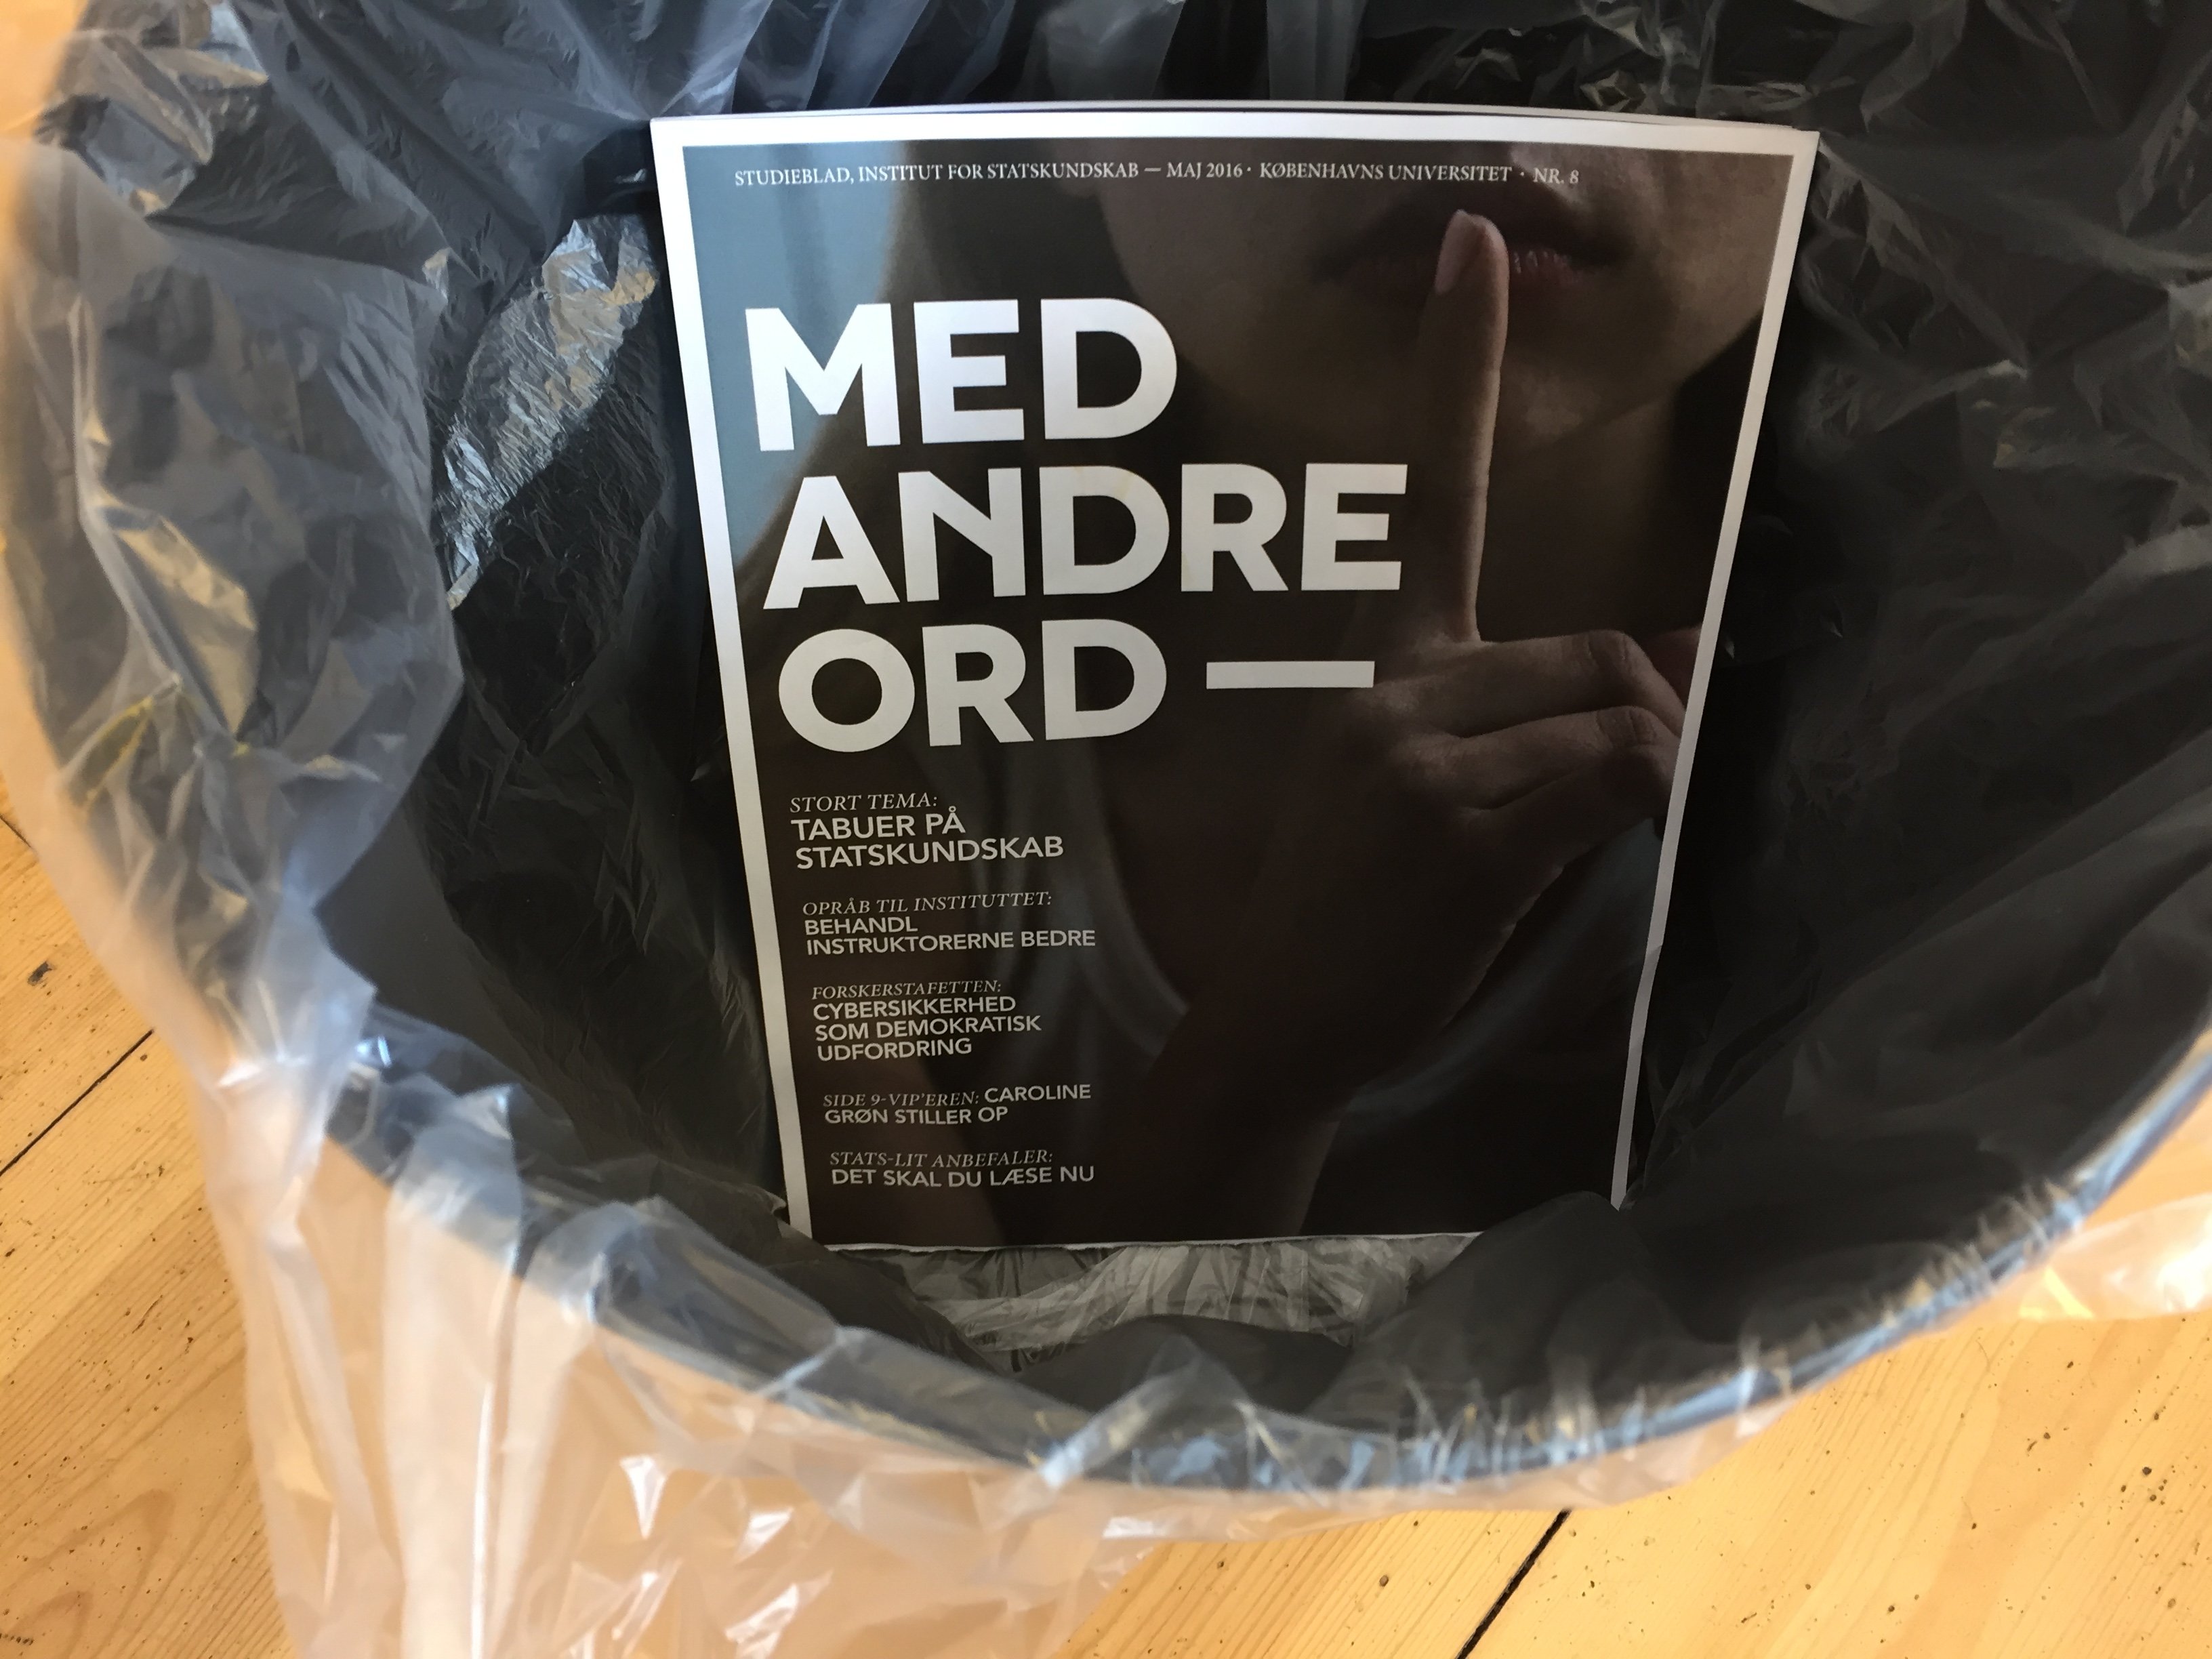 STUDIEBLAD, INSTITUT FOR STATSKUNDSKAB — MAJ 2016 · KØBENHAVNS UNIVERSITET · NR. 8
MED
ANDRE
ORD —
STORT TEMA:
TABUER PÅ
STATSKUNDSKAB
OPRÅB TIL INSTITUTTET:
BEHANDL
INSTRUKTORERNE BEDRE
FORSKERSTAFETTEN:
CYBERSIKKERHED
SOM DEMOKRATISK
UDFORDRING
SIDE 9-VIP'EREN: CAROLINE
GRØN STILLER OP
STATS-LIT ANBEFALER:
DET SKAL DU LÆSE NU